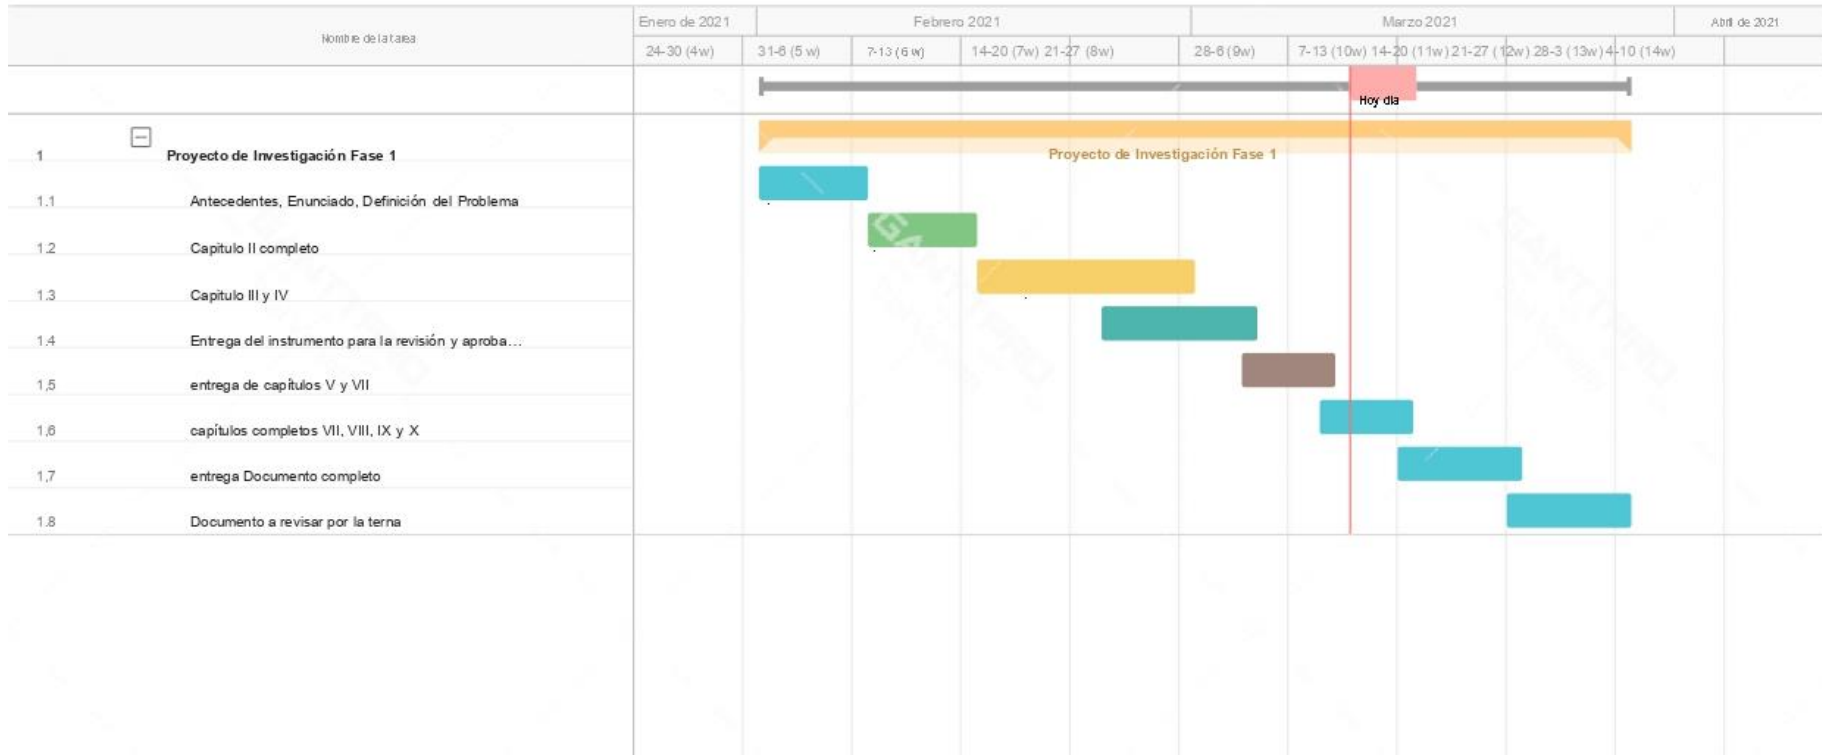 Enero de 2021 Febrero 2021 Marzo 2021 Abril de 2021
Nombre de la tarea
24-30 (4w) 31-6 (5 w) 7-13 (6 w) 14-20 (7w) 21-27 (8w) 28-6 (9w) 7-13 (10w) 14-20 (11w) 21-27 (12w) 28-3 (13w) 4-10 (14w)
Hoy día
1 Proyecto de Investigación Fase 1
Proyecto de Investigación Fase 1
1.1 Antecedentes, Enunciado, Definición del Problema
1.2 Capitulo II completo
1.3 Capitulo III y IV
1.4 Entrega del instrumento para la revisión y aproba...
1,5 entrega de capítulos V y VII
1,6 capítulos completos VII, VIII, IX y X
1,7 entrega Documento completo
1.8 Documento a revisar por la terna